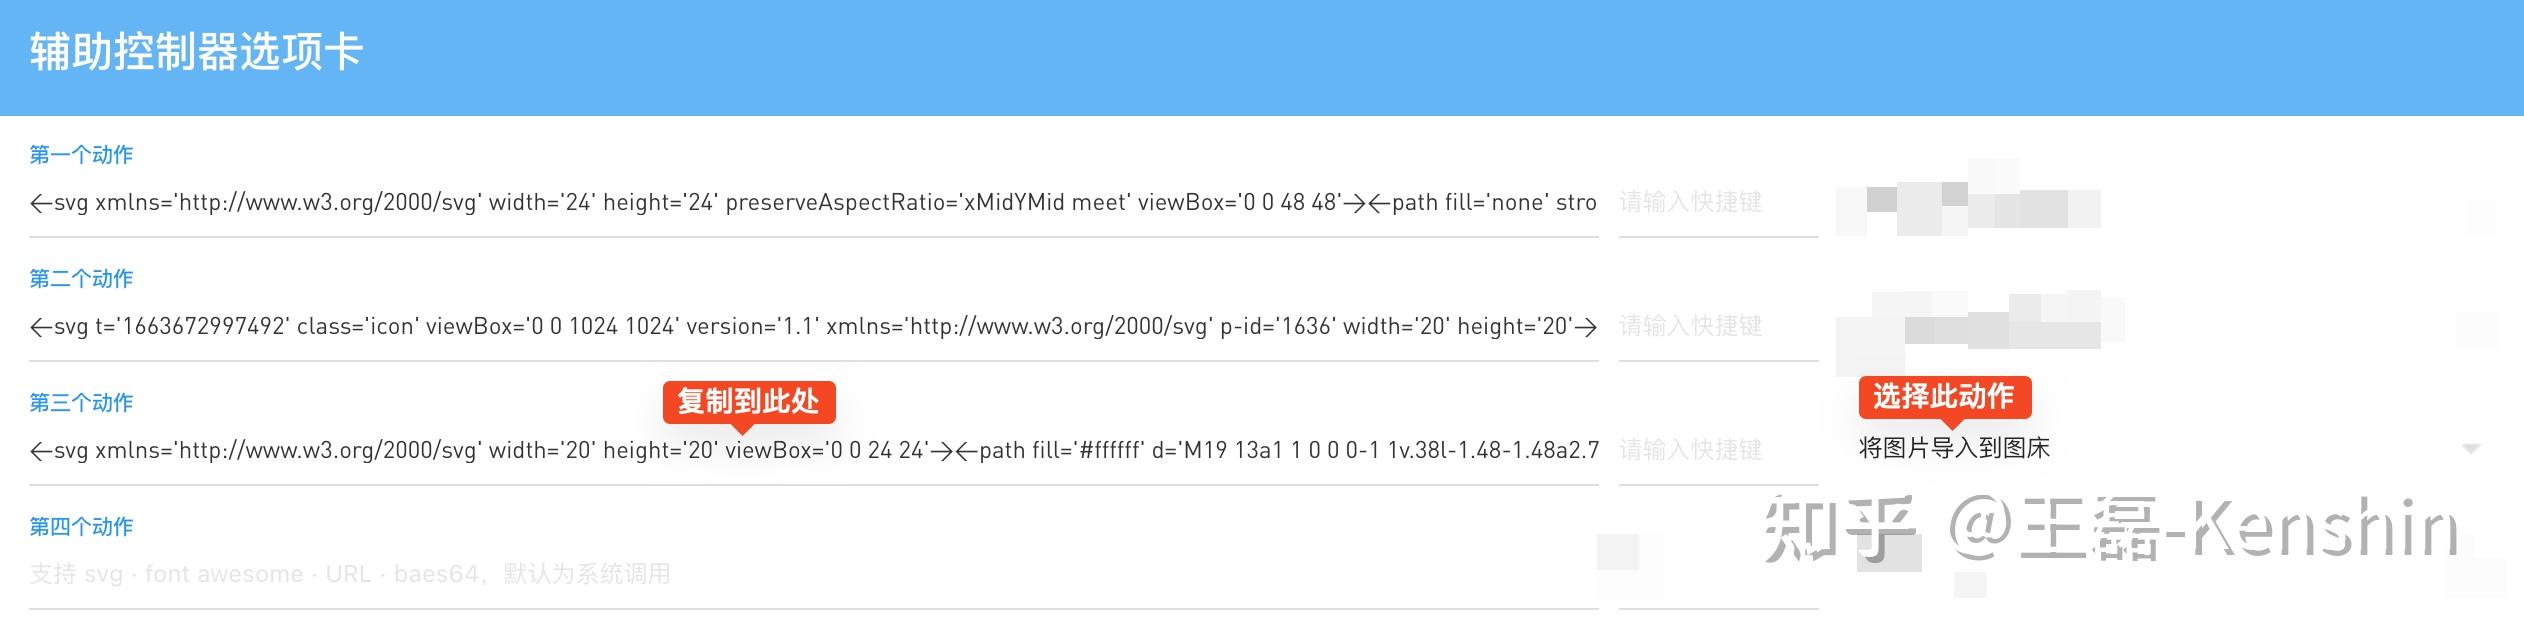 辅助控制器选项卡
第一个动作
←svg xmlns='http://www.w3.org/2000/svg' width='24' height='24' preserveAspectRatio='xMidYMid meet' viewBox='0 0 48 48'→←path fill='none' stro 请输入快捷键
第二个动作
←svg t='1663672997492' class='icon' viewBox='0 0 1024 1024' version='1.1' xmlns='http://www.w3.org/2000/svg' p-id='1636' width='20' height='20'→ 请输入快捷键
第三个动作 复制到此处 选择此动作
←svg xmlns='http://www.w3.org/2000/svg' width='20' height='20' viewBox='0 0 24 24'→←path fill='#ffffff' d='M19 13a1 1 0 0 0-1 1v.38l-1.48-1.48a2.7 请输入快捷键 将图片导入到图床
第四个动作
支持 svg · font awesome · URL · baes64，默认为系统调用
知乎 @王磊-Kenshin